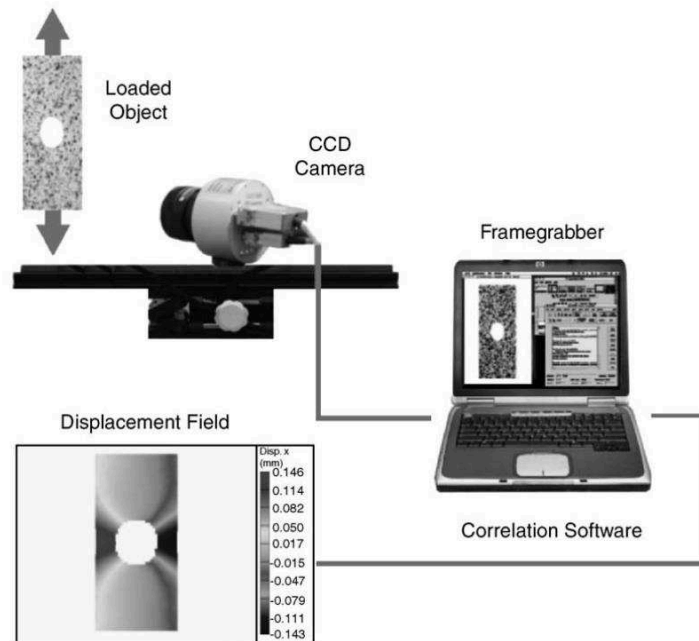 Loaded
Object
CCD
Camera
Framegrabber
Displacement Field
Disp. x
(mm)
0.146
0.114
0.082
0.050
0.017
-0.015
-0.047
-0.079
-0.111
-0.143
Correlation Software